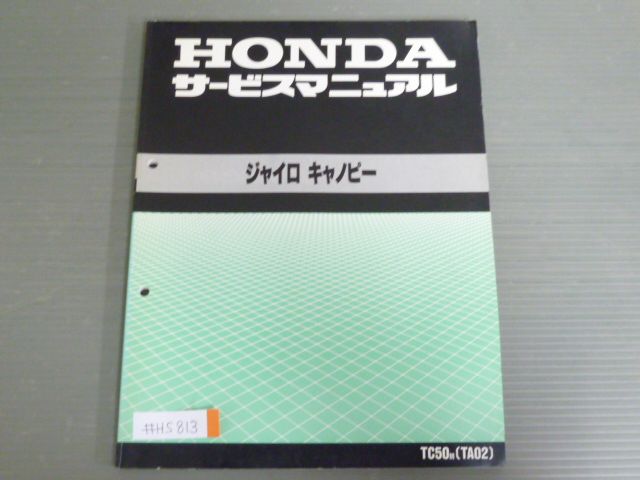 HONDA
サービスマニュアル
ジャイロ キャノピー
#HS813
TC50M(TA02)